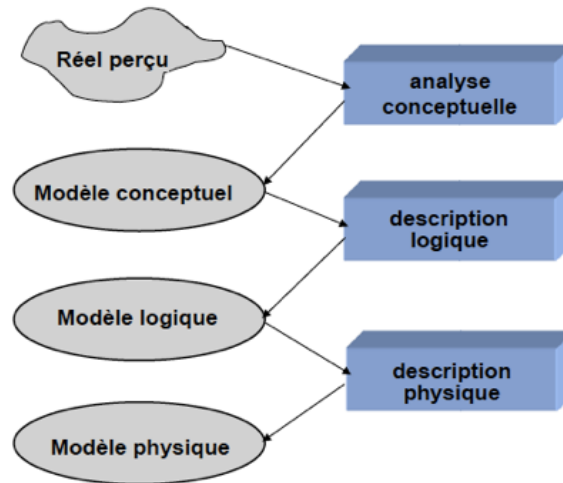 Réel perçu
analyse
conceptuelle
Modèle conceptuel
description
logique
Modèle logique
description
physique
Modèle physique